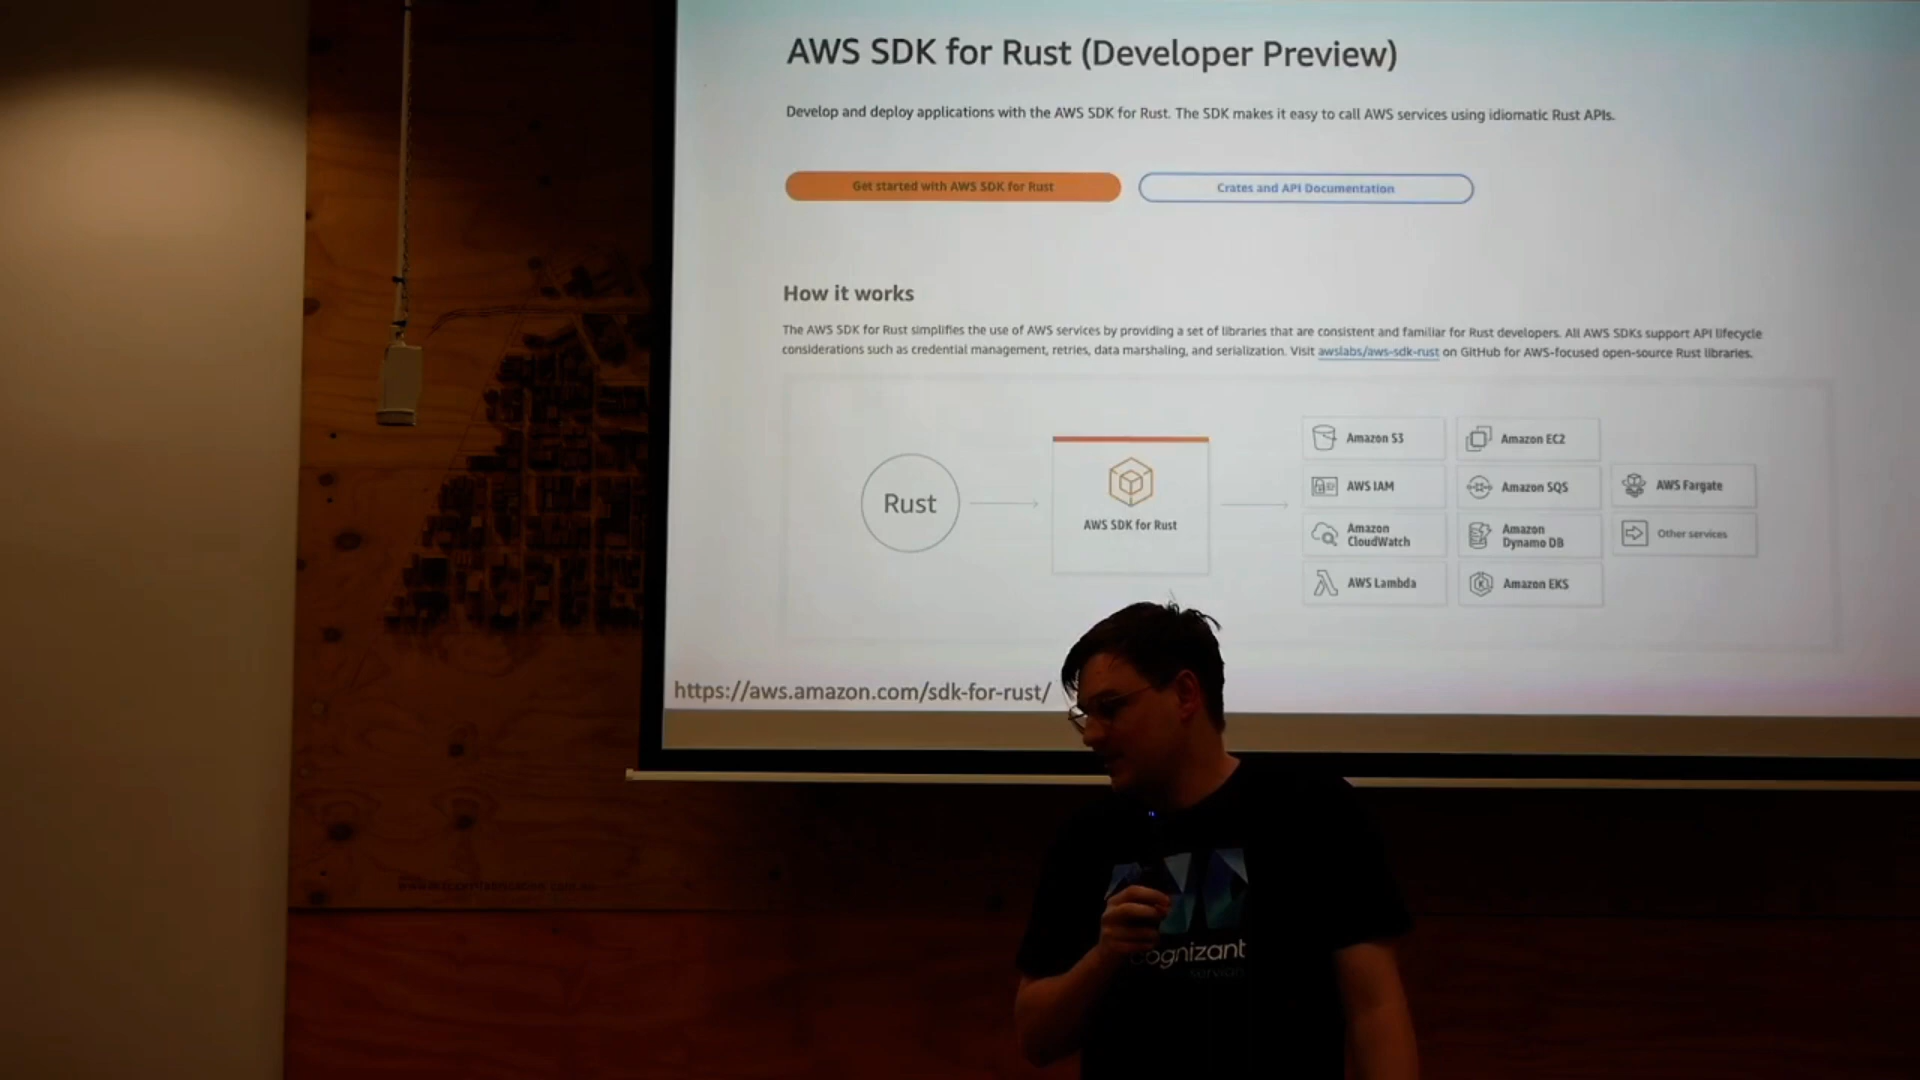 AWS SDK for Rust (Developer Preview)
Develop and deploy applications with the AWS SDK for Rust. The SDK makes it easy to call AWS services using idiomatic Rust APIs.
Get started with AWS SDK for Rust
Crates and API Documentation
How it works
The AWS SDK for Rust simplifies the use of AWS services by providing a set of libraries that are consistent and familiar for Rust developers. All AWS SDKs support API lifecycle
considerations such as credential management, retries, data marshaling, and serialization. Visit awslabs/aws-sdk-rust on GitHub for AWS-focused open-source Rust libraries.
Rust
AWS SDK for Rust
Amazon S3
Amazon EC2
AWS IAM
Amazon SQS
AWS Fargate
Amazon
CloudWatch
Amazon
Dynamo DB
Other services
AWS Lambda
Amazon EKS
https://aws.amazon.com/sdk-for-rust/
cognizant
servian